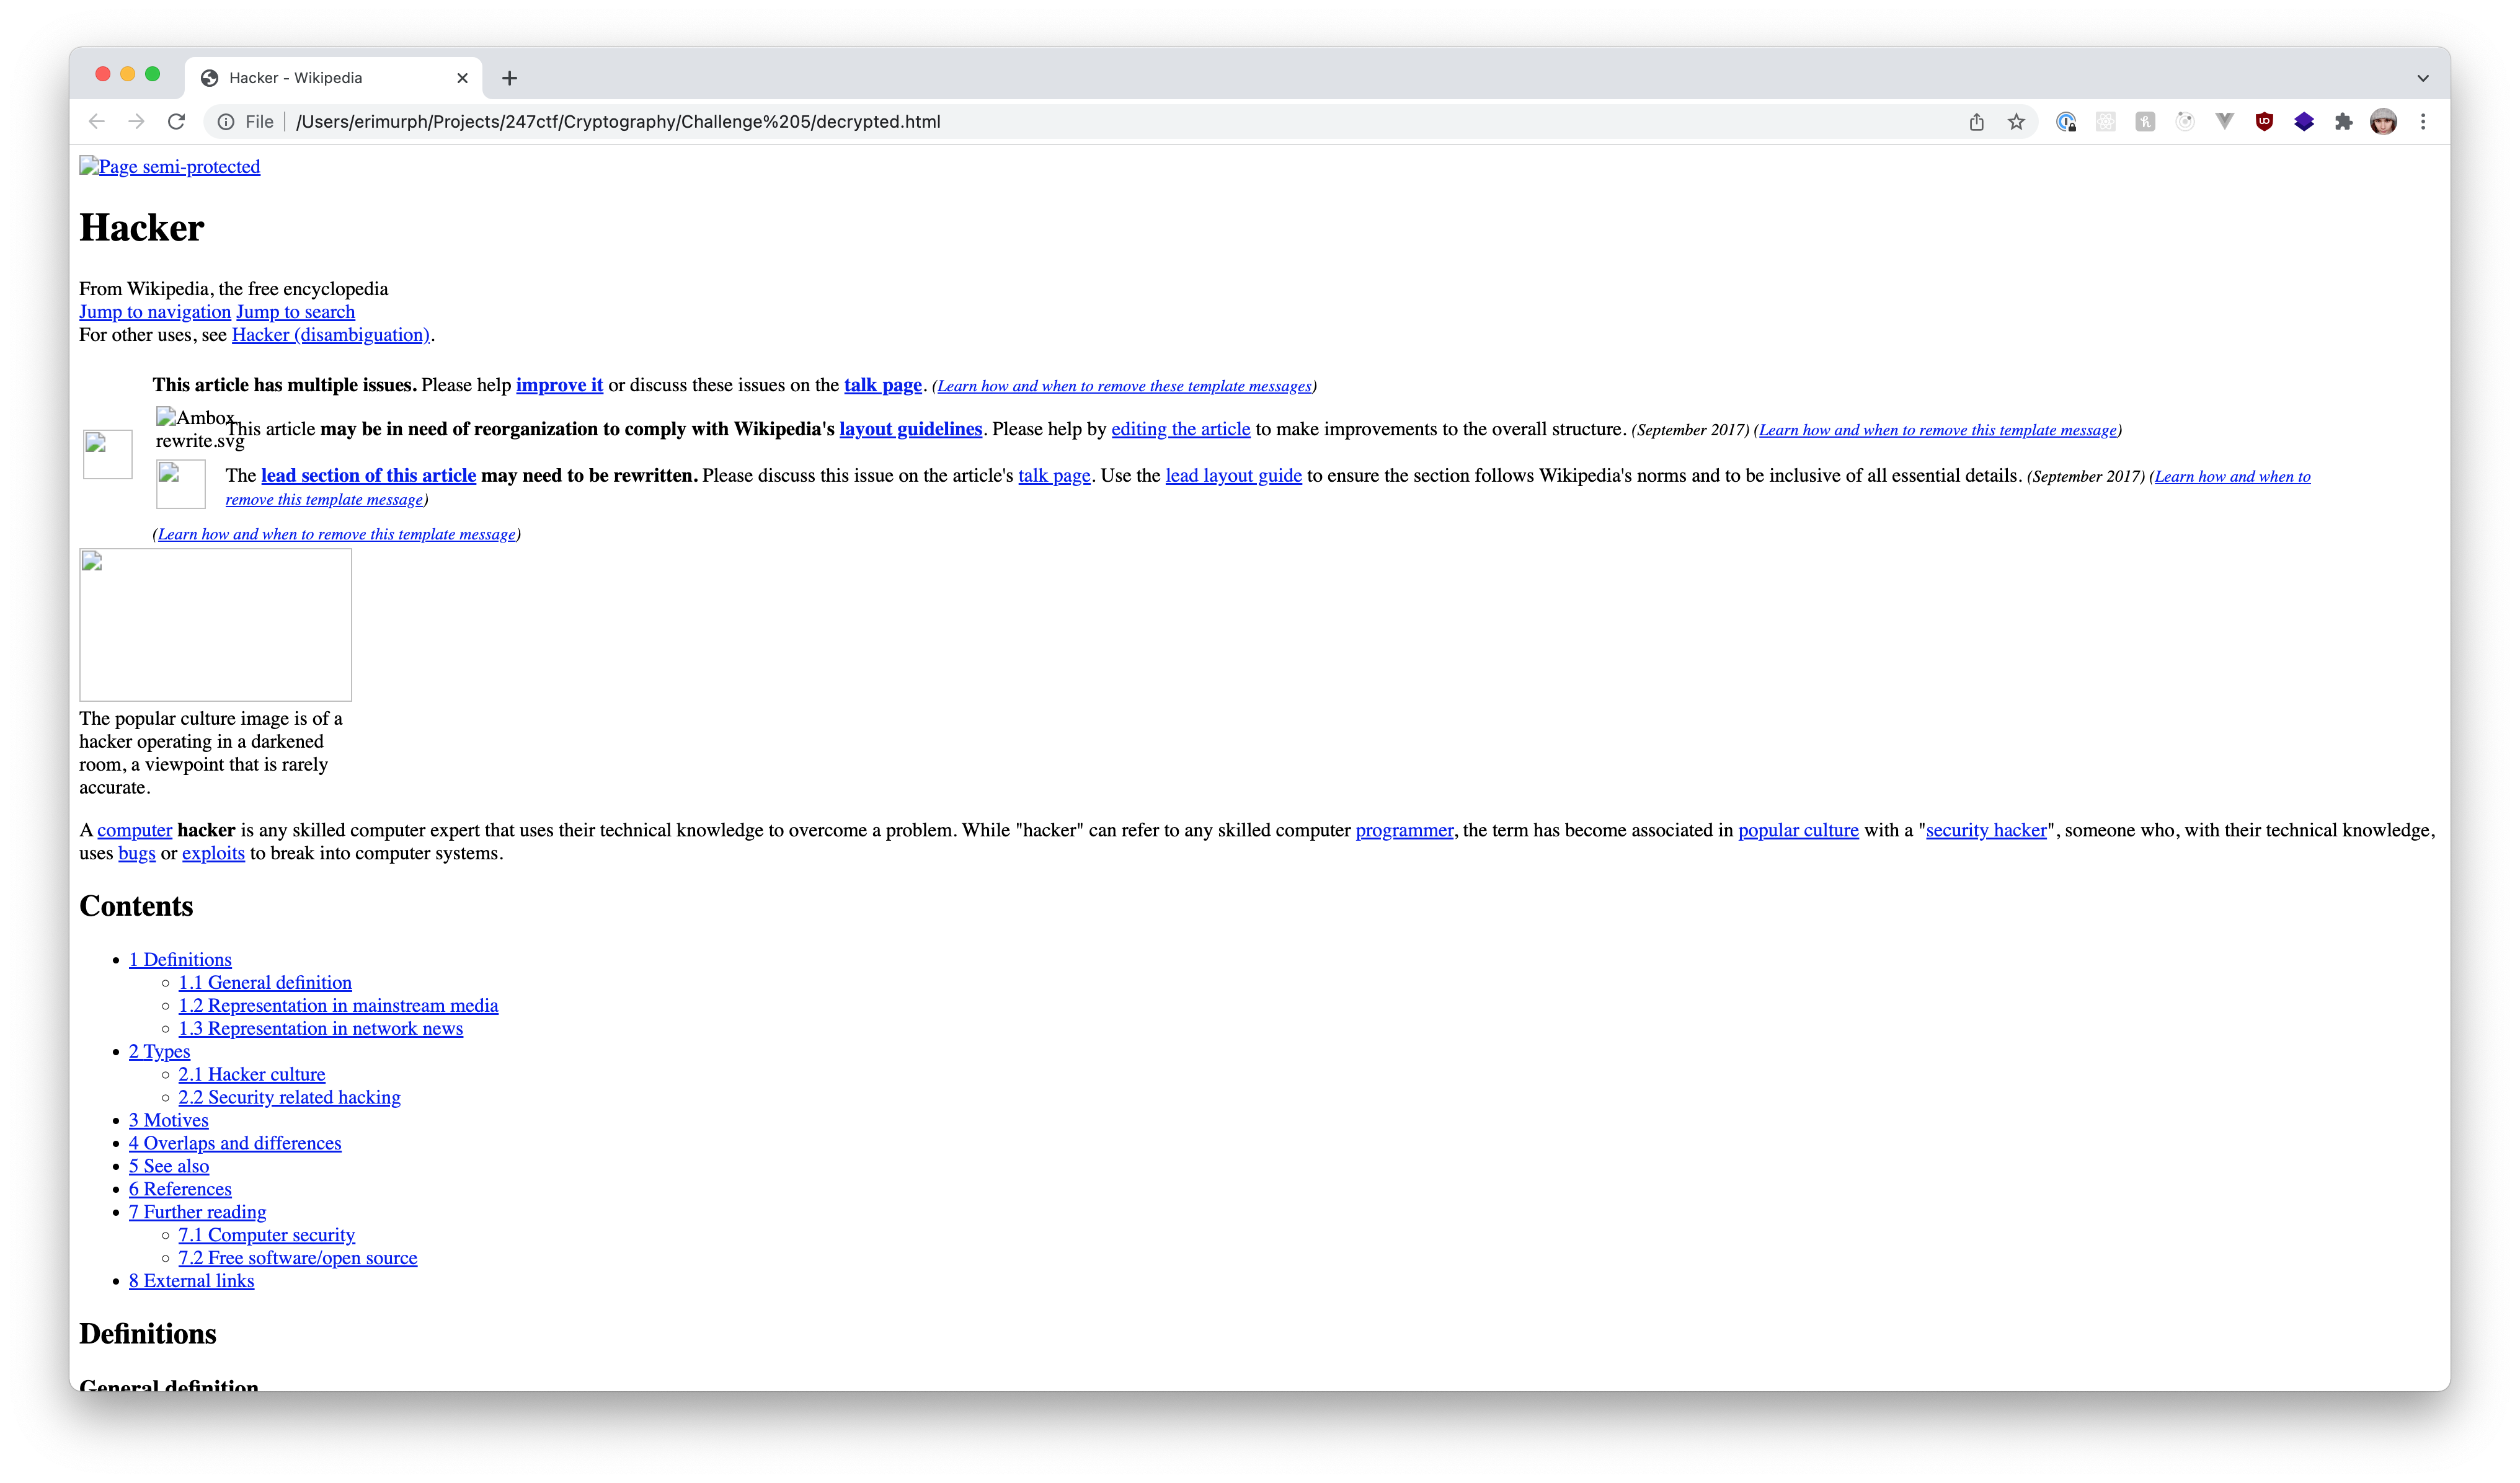 Hacker - Wikipedia
File /Users/erimurph/Projects/247ctf/Cryptography/Challenge%205/decrypted.html
Page semi-protected
Hacker
From Wikipedia, the free encyclopedia
Jump to navigation Jump to search
For other uses, see Hacker (disambiguation).
This article has multiple issues. Please help improve it or discuss these issues on the talk page. (Learn how and when to remove these template messages)
Ambox rewrite.svg
This article may be in need of reorganization to comply with Wikipedia's layout guidelines. Please help by editing the article to make improvements to the overall structure. (September 2017) (Learn how and when to remove this template message)
The lead section of this article may need to be rewritten. Please discuss this issue on the article's talk page. Use the lead layout guide to ensure the section follows Wikipedia's norms and to be inclusive of all essential details. (September 2017) (Learn how and when to
remove this template message)
(Learn how and when to remove this template message)
The popular culture image is of a
hacker operating in a darkened
room, a viewpoint that is rarely
accurate.
A computer hacker is any skilled computer expert that uses their technical knowledge to overcome a problem. While "hacker" can refer to any skilled computer programmer, the term has become associated in popular culture with a "security hacker", someone who, with their technical knowledge,
uses bugs or exploits to break into computer systems.
Contents
1 Definitions
1.1 General definition
1.2 Representation in mainstream media
1.3 Representation in network news
2 Types
2.1 Hacker culture
2.2 Security related hacking
3 Motives
4 Overlaps and differences
5 See also
6 References
7 Further reading
7.1 Computer security
7.2 Free software/open source
8 External links
Definitions
General definition